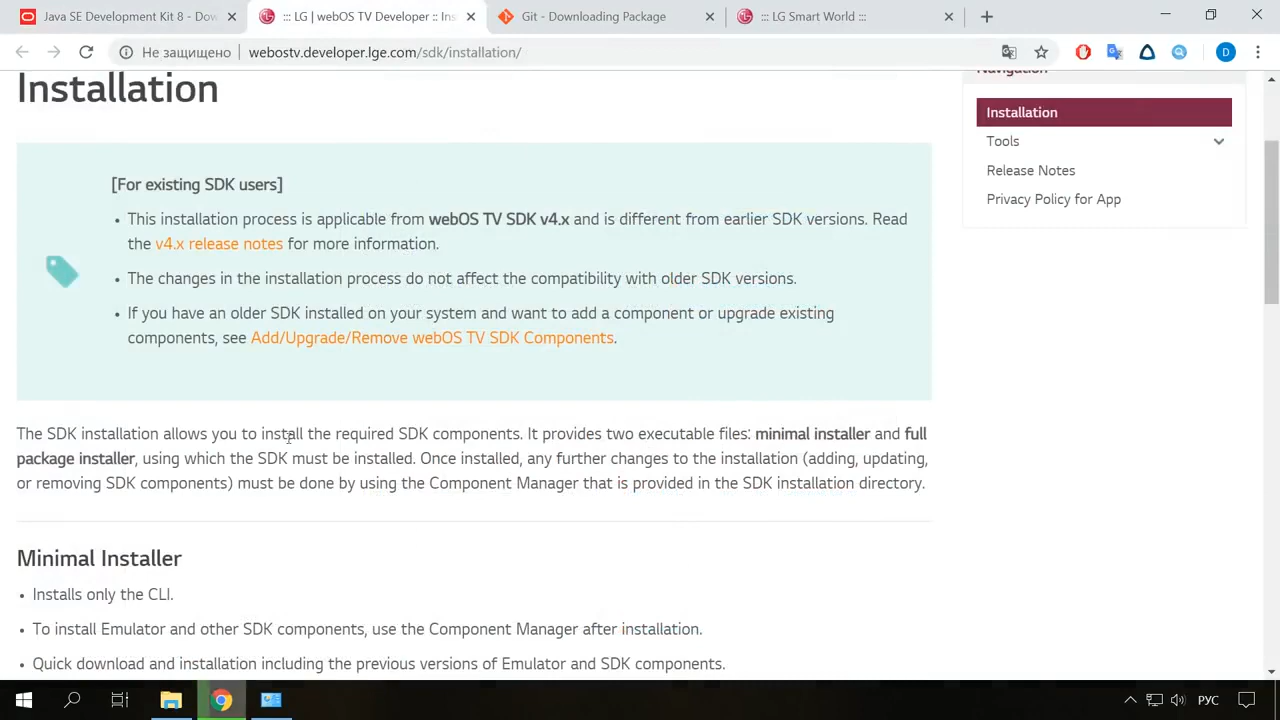 Java SE Development Kit 8 - Dow
::: LG | webOS TV Developer :: Ins
Git - Downloading Package
::: LG Smart World :::
Не защищено
webostv.developer.lge.com/sdk/installation/
D
Installation
Navigation
Installation
Tools
Release Notes
Privacy Policy for App
[For existing SDK users]
• This installation process is applicable from webOS TV SDK v4.x and is different from earlier SDK versions. Read
the v4.x release notes for more information.
• The changes in the installation process do not affect the compatibility with older SDK versions.
• If you have an older SDK installed on your system and want to add a component or upgrade existing
components, see Add/Upgrade/Remove webOS TV SDK Components.
The SDK installation allows you to install the required SDK components. It provides two executable files: minimal installer and full
package installer, using which the SDK must be installed. Once installed, any further changes to the installation (adding, updating,
or removing SDK components) must be done by using the Component Manager that is provided in the SDK installation directory.
Minimal Installer
• Installs only the CLI.
• To install Emulator and other SDK components, use the Component Manager after installation.
• Quick download and installation including the previous versions of Emulator and SDK components.
РУС